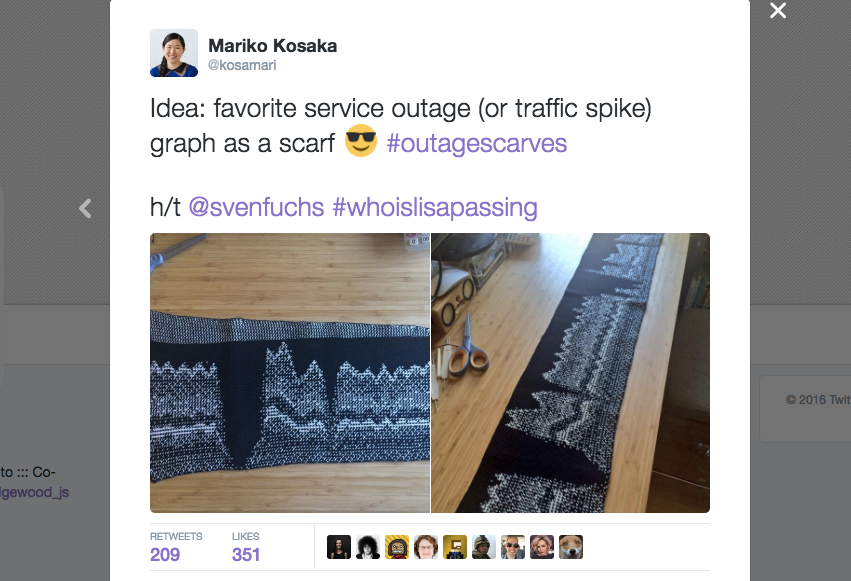 Mariko Kosaka
@kosamari
Idea: favorite service outage (or traffic spike)
graph as a scarf 😎 #outagescarves
h/t @svenfuchs #whoislisapassing
RETWEETS
209
LIKES
351
© 2016 Twit
to ::: Co-
lgewood_js